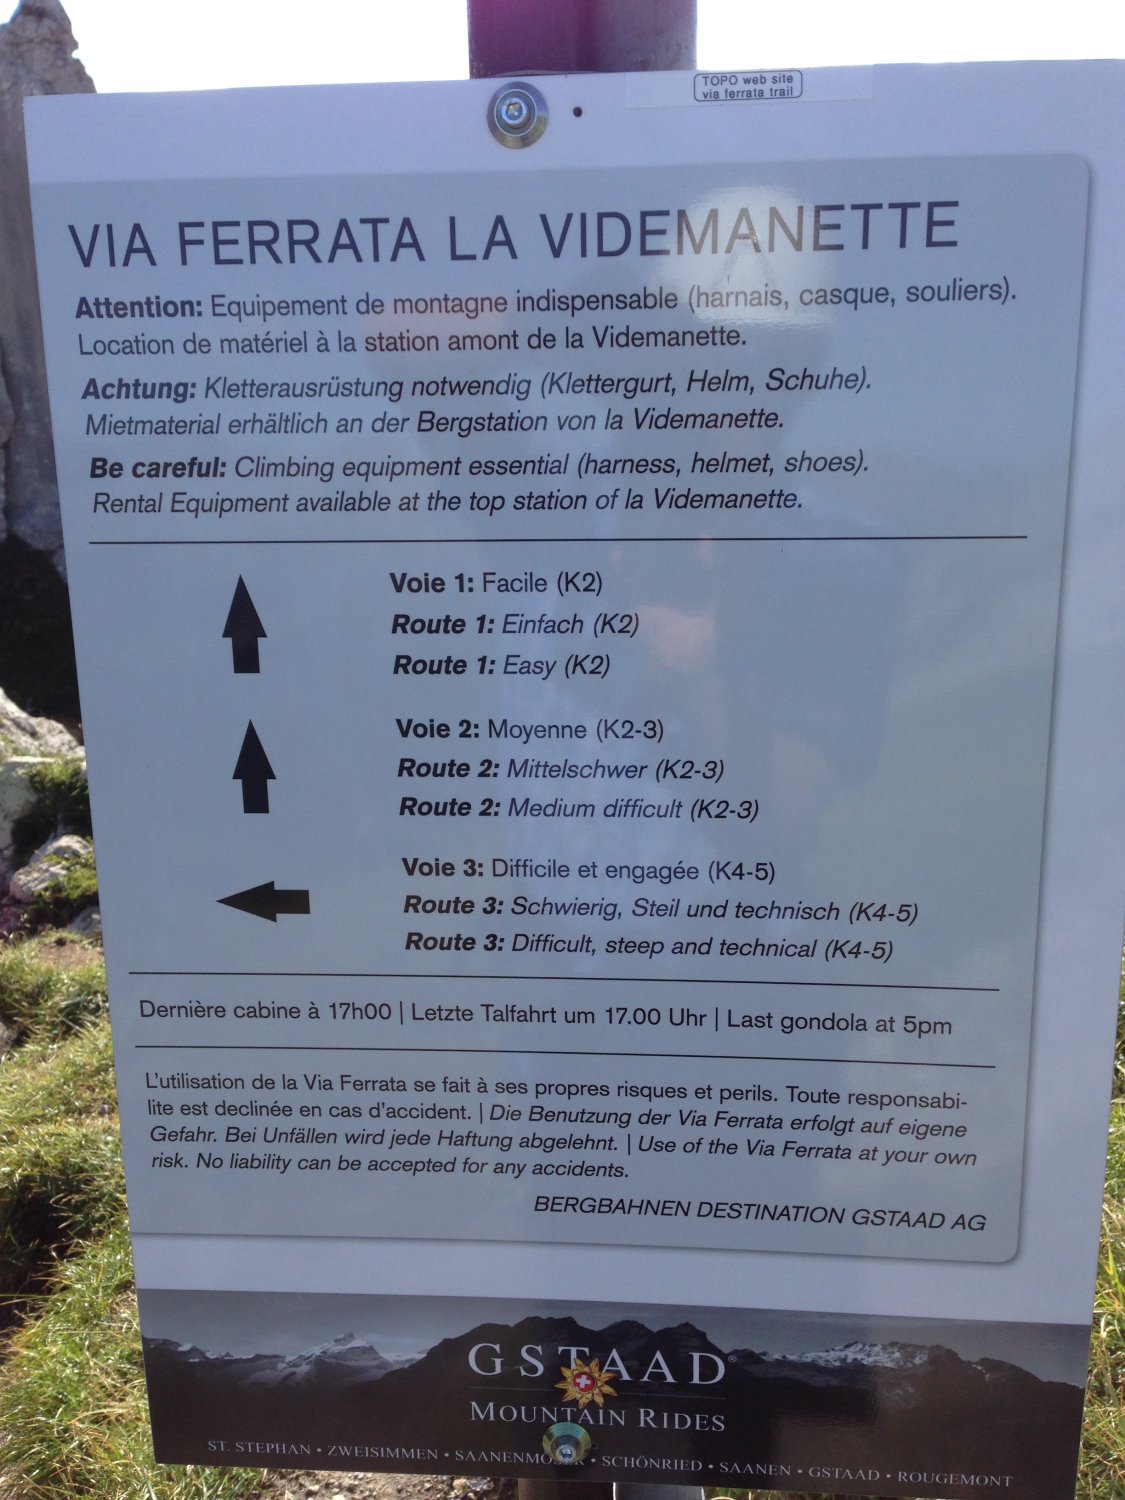 TOPO web site
via ferrata trail
VIA FERRATA LA VIDEMANETTE
Attention: Equipement de montagne indispensable (harnais, casque, souliers).
Location de matériel à la station amont de la Videmanette.
Achtung: Kletterausrüstung notwendig (Klettergurt, Helm, Schuhe).
Mietmaterial erhältlich an der Bergstation von la Videmanette.
Be careful: Climbing equipment essential (harness, helmet, shoes).
Rental Equipment available at the top station of la Videmanette.
Voie 1: Facile (K2)
Route 1: Einfach (K2)
Route 1: Easy (K2)
Voie 2: Moyenne (K2-3)
Route 2: Mittelschwer (K2-3)
Route 2: Medium difficult (K2-3)
Voie 3: Difficile et engagée (K4-5)
Route 3: Schwierig, Steil und technisch (K4-5)
Route 3: Difficult, steep and technical (K4-5)
Dernière cabine à 17h00 | Letzte Talfahrt um 17.00 Uhr | Last gondola at 5pm
L'utilisation de la Via Ferrata se fait à ses propres risques et perils. Toute responsabi-
lite est declinée en cas d'accident. | Die Benutzung der Via Ferrata erfolgt auf eigene
Gefahr. Bei Unfällen wird jede Haftung abgelehnt. | Use of the Via Ferrata at your own
risk. No liability can be accepted for any accidents.
BERGBAHNEN DESTINATION GSTAAD AG
GSTAAD®
MOUNTAIN RIDES
ST. STEPHAN • ZWEISIMMEN • • SCHÖNRIED • SAANEN • GSTAAD • ROUGEMONT